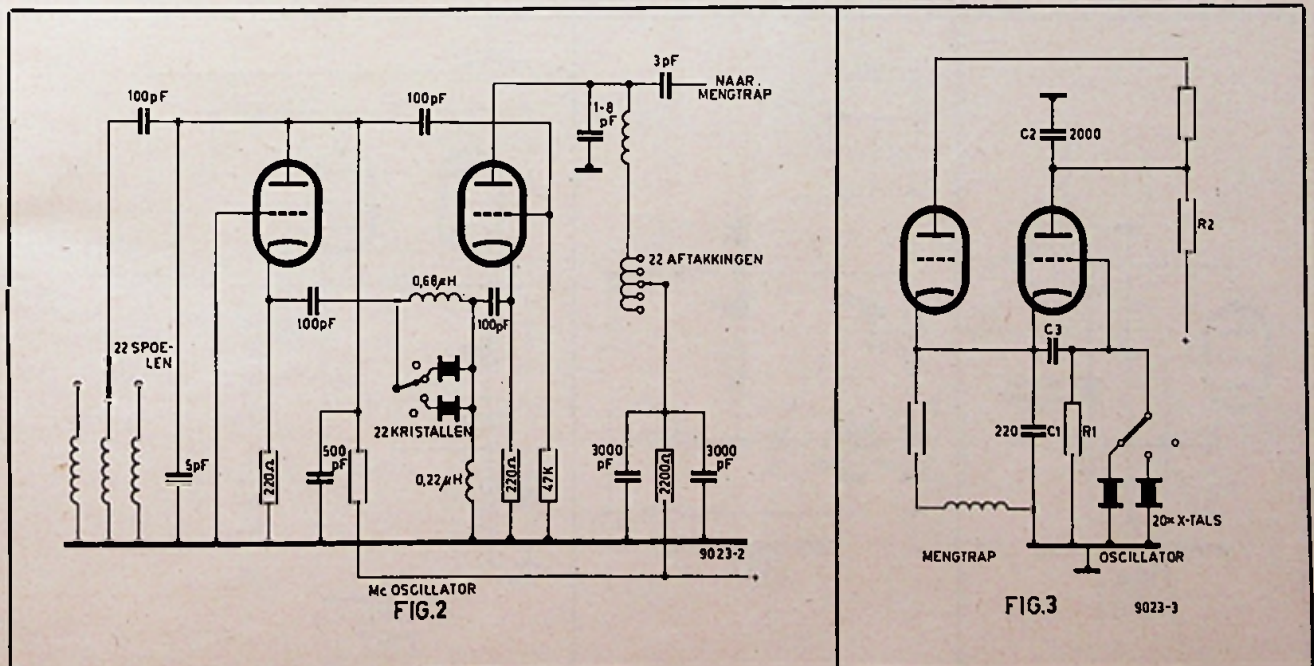 100pF
100pF
3pF
NAAR.
MENGTRAP
1-8
pF
22 AFTAKKINGEN
0,68µH
100pF
100pF
22 SPOE-
LEN
22 KRISTALLEN
5pF
220Ω
500
pF
0,22µH
220Ω
47K
3000
pF
2200Ω
3000
pF
9023-2
+
Mc OSCILLATOR
FIG.2
C2
2000
R2
+
C3
220
C1
R1
20× X-TALS
MENGTRAP
OSCILLATOR
FIG.3
9023-3